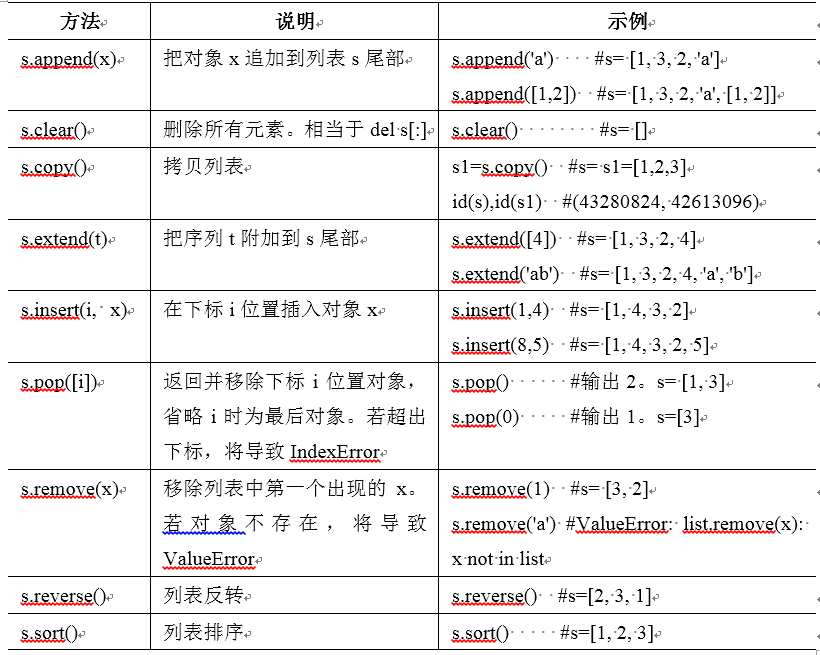 方法 说明 示例
s.append(x) 把对象 x 追加到列表 s 尾部 s.append('a') #s= [1, 3, 2, 'a']
s.append([1,2]) #s= [1, 3, 2, 'a', [1, 2]]
s.clear() 删除所有元素。相当于 del s[:] s.clear() #s= []
s.copy() 拷贝列表 s1=s.copy() #s= s1=[1,2,3]
id(s),id(s1) #(43280824, 42613096)
s.extend(t) 把序列 t 附加到 s 尾部 s.extend([4]) #s= [1, 3, 2, 4]
s.extend('ab') #s= [1, 3, 2, 4, 'a', 'b']
s.insert(i, x) 在下标 i 位置插入对象 x s.insert(1,4) #s= [1, 4, 3, 2]
s.insert(8,5) #s= [1, 4, 3, 2, 5]
s.pop([i]) 返回并移除下标 i 位置对象， s.pop() #输出 2。s= [1, 3]
省略 i 时为最后对象。若超出 s.pop(0) #输出 1。s=[3]
下标，将导致 IndexError
s.remove(x) 移除列表中第一个出现的 x。 s.remove(1) #s= [3, 2]
若对象不存在，将导致 s.remove('a') #ValueError: list.remove(x):
ValueError x not in list
s.reverse() 列表反转 s.reverse() #s=[2, 3, 1]
s.sort() 列表排序 s.sort() #s=[1, 2, 3]